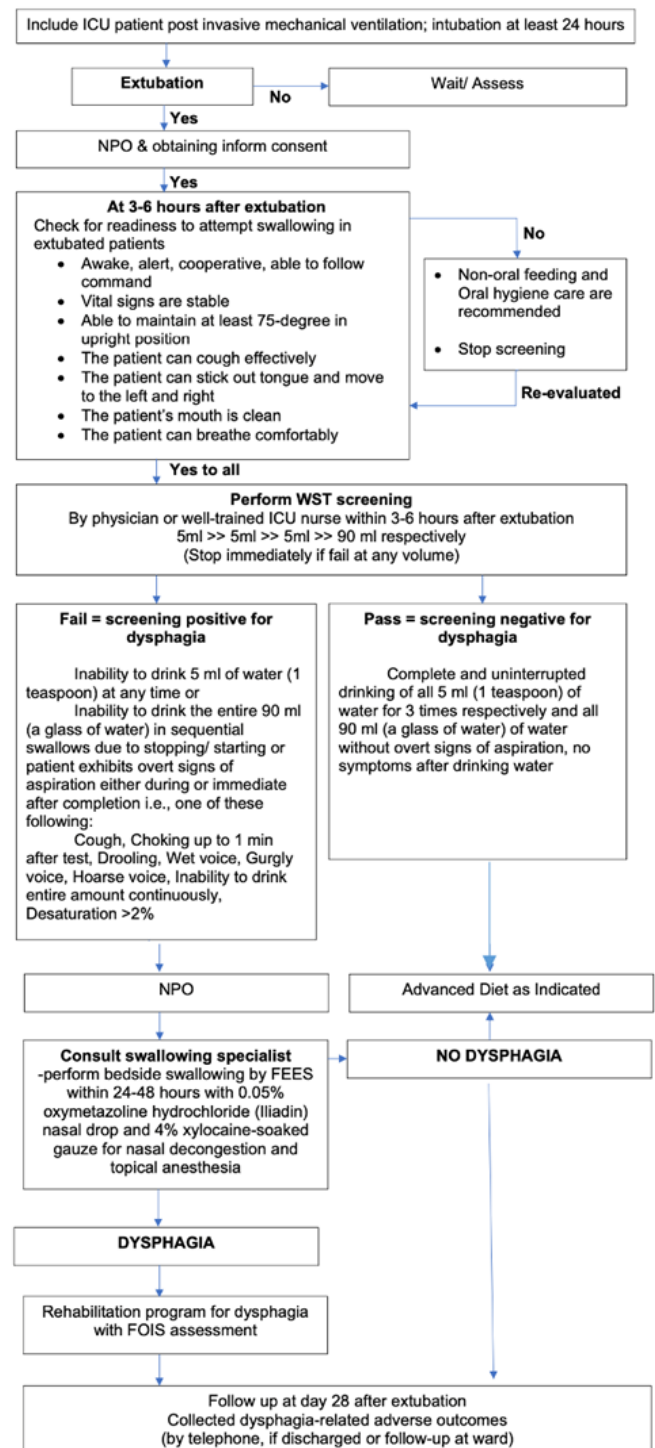 Include ICU patient post invasive mechanical ventilation; intubation at least 24 hours
Extubation
No
Wait/ Assess
Yes
NPO & obtaining inform consent
Yes
At 3-6 hours after extubation
Check for readiness to attempt swallowing in
extubated patients
• Awake, alert, cooperative, able to follow
command
• Vital signs are stable
• Able to maintain at least 75-degree in
upright position
• The patient can cough effectively
• The patient can stick out tongue and move
to the left and right
• The patient's mouth is clean
• The patient can breathe comfortably
No
• Non-oral feeding and
Oral hygiene care are
recommended
• Stop screening
Re-evaluated
Yes to all
Perform WST screening
By physician or well-trained ICU nurse within 3-6 hours after extubation
5ml >> 5ml >> 5ml >> 90 ml respectively
(Stop immediately if fail at any volume)
Fail = screening positive for
dysphagia
Inability to drink 5 ml of water (1
teaspoon) at any time or
Inability to drink the entire 90 ml
(a glass of water) in sequential
swallows due to stopping/ starting or
patient exhibits overt signs of
aspiration either during or immediate
after completion i.e., one of these
following:
Cough, Choking up to 1 min
after test, Drooling, Wet voice, Gurgly
voice, Hoarse voice, Inability to drink
entire amount continuously,
Desaturation >2%
Pass = screening negative for
dysphagia
Complete and uninterrupted
drinking of all 5 ml (1 teaspoon) of
water for 3 times respectively and all
90 ml (a glass of water) of water
without overt signs of aspiration, no
symptoms after drinking water
NPO
Advanced Diet as Indicated
Consult swallowing specialist
-perform bedside swallowing by FEES
within 24-48 hours with 0.05%
oxymetazoline hydrochloride (Iliadin)
nasal drop and 4% xylocaine-soaked
gauze for nasal decongestion and
topical anesthesia
NO DYSPHAGIA
DYSPHAGIA
Rehabilitation program for dysphagia
with FOIS assessment
Follow up at day 28 after extubation
Collected dysphagia-related adverse outcomes
(by telephone, if discharged or follow-up at ward)